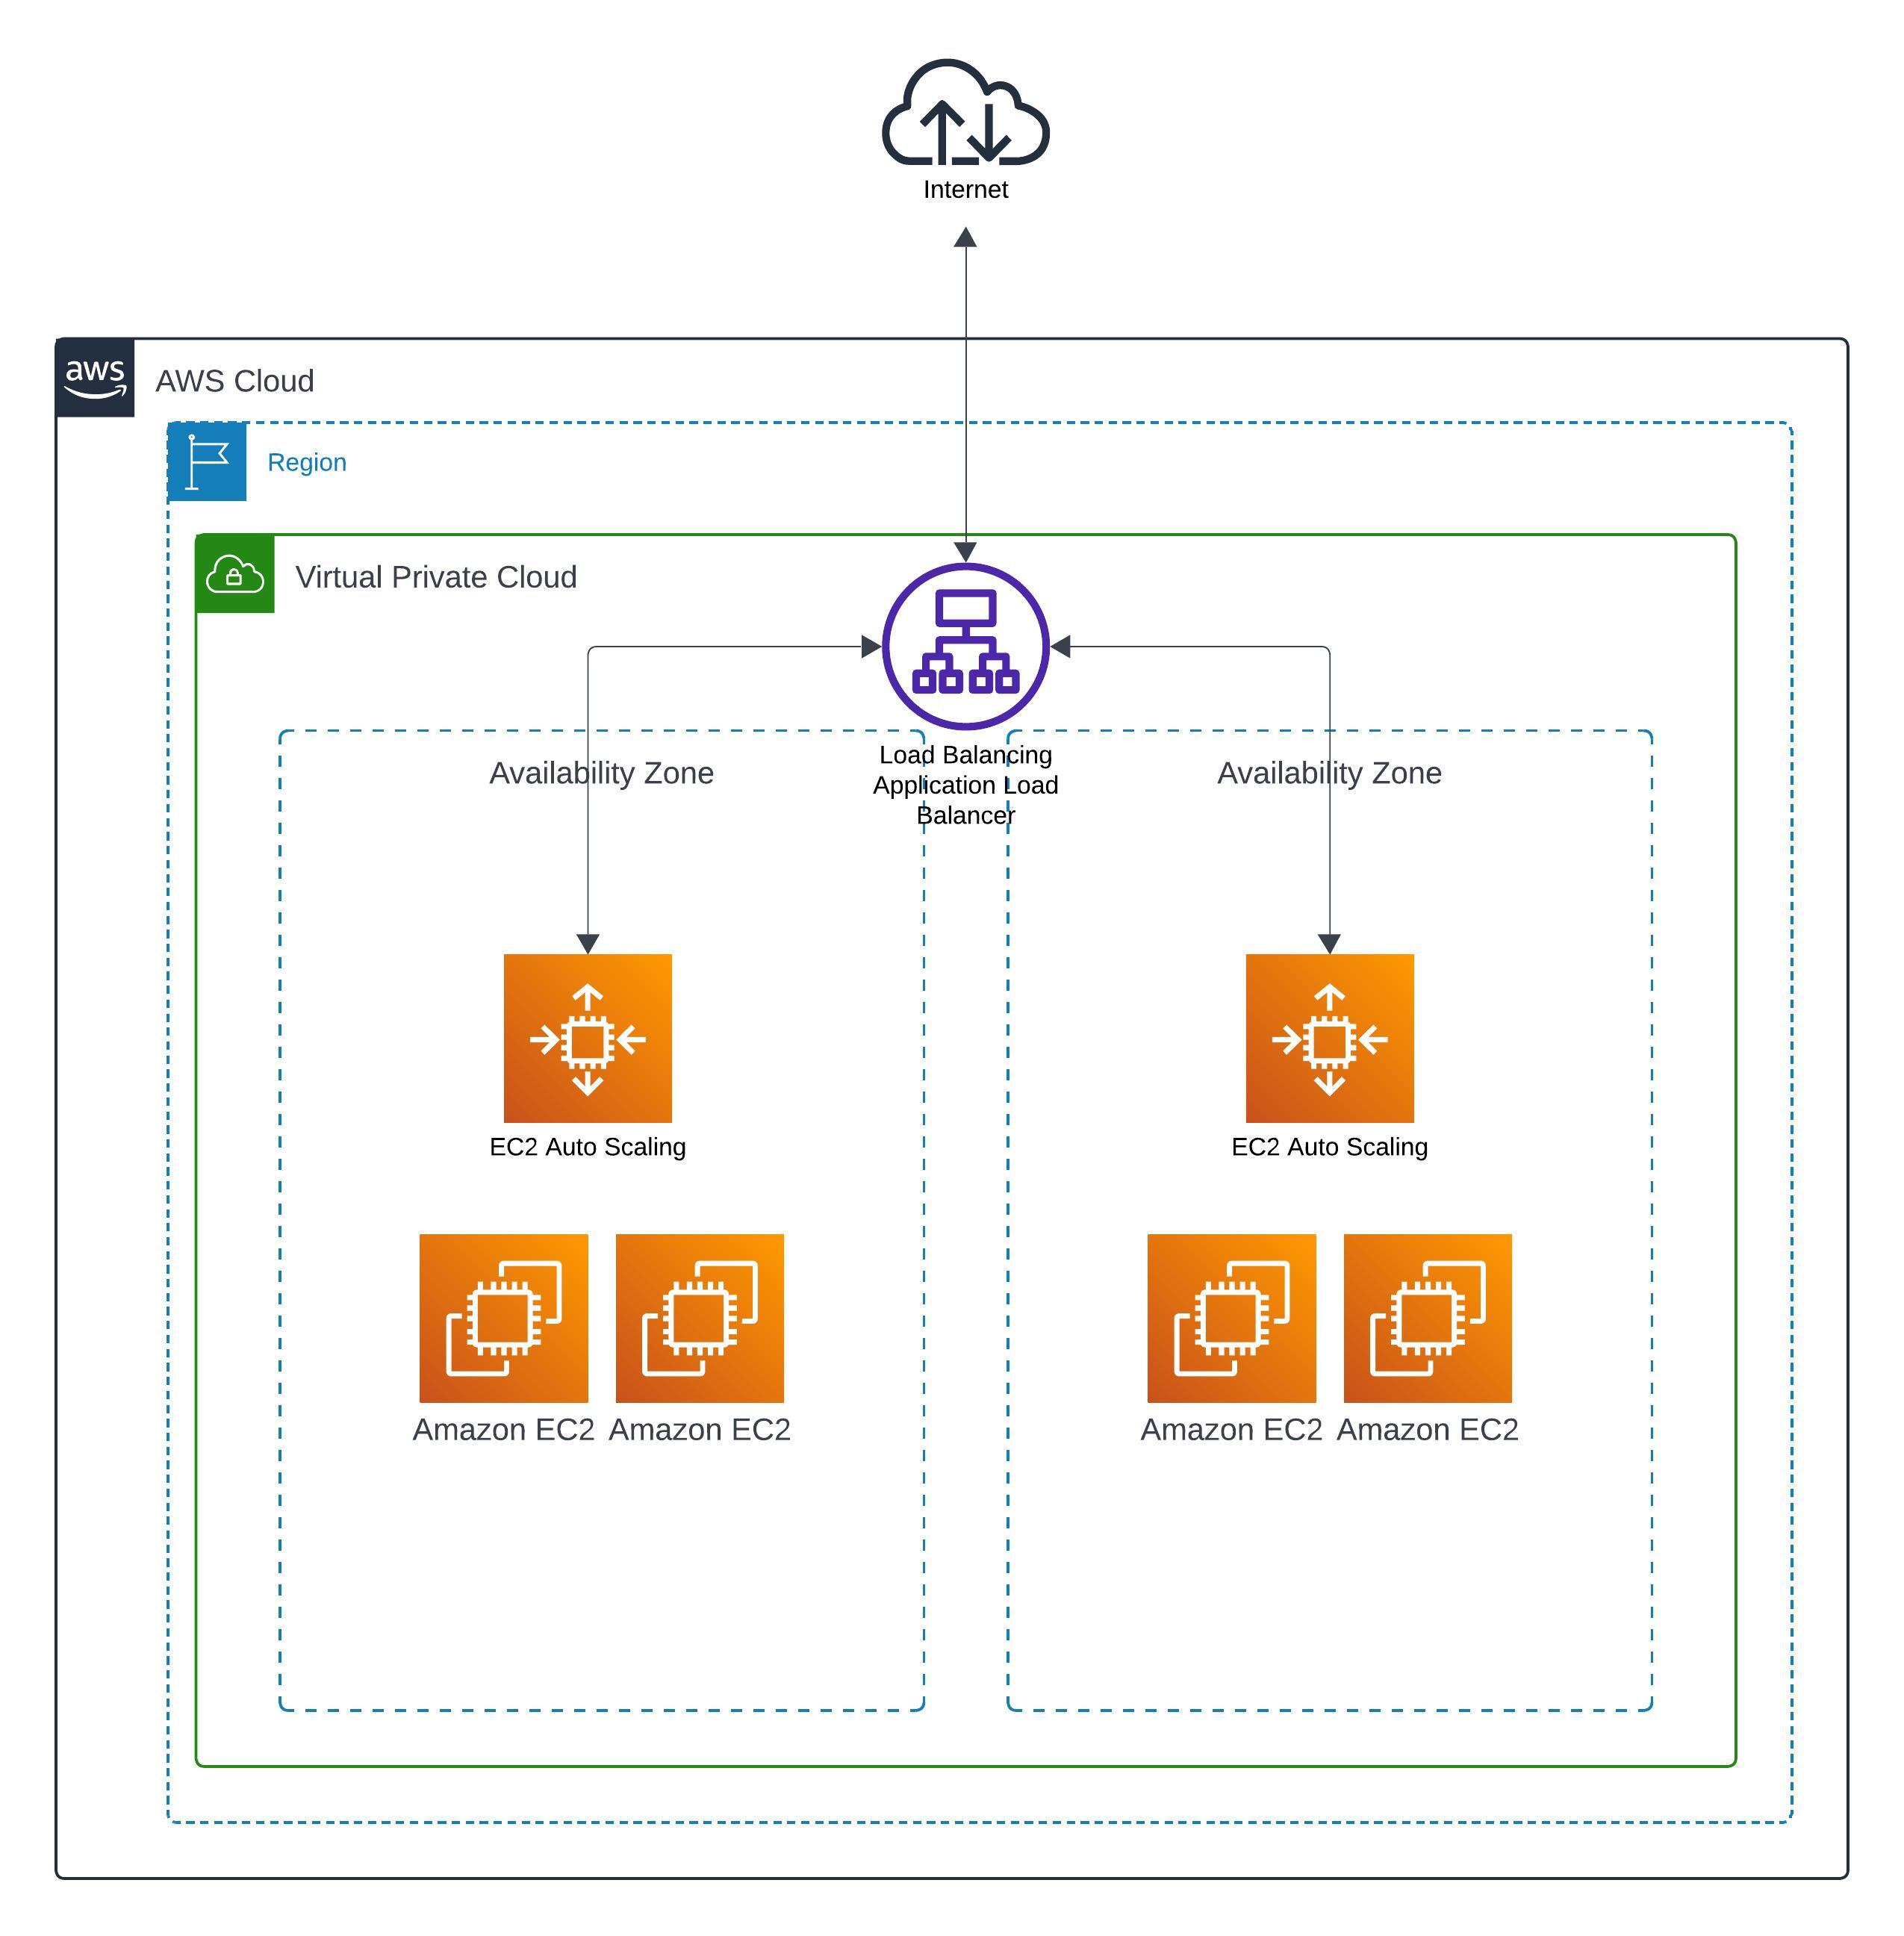 Internet
aws
AWS Cloud
Region
Virtual Private Cloud
Load Balancing
Application Load
Balancer
Availability Zone
Availability Zone
EC2 Auto Scaling
EC2 Auto Scaling
Amazon EC2
Amazon EC2
Amazon EC2
Amazon EC2